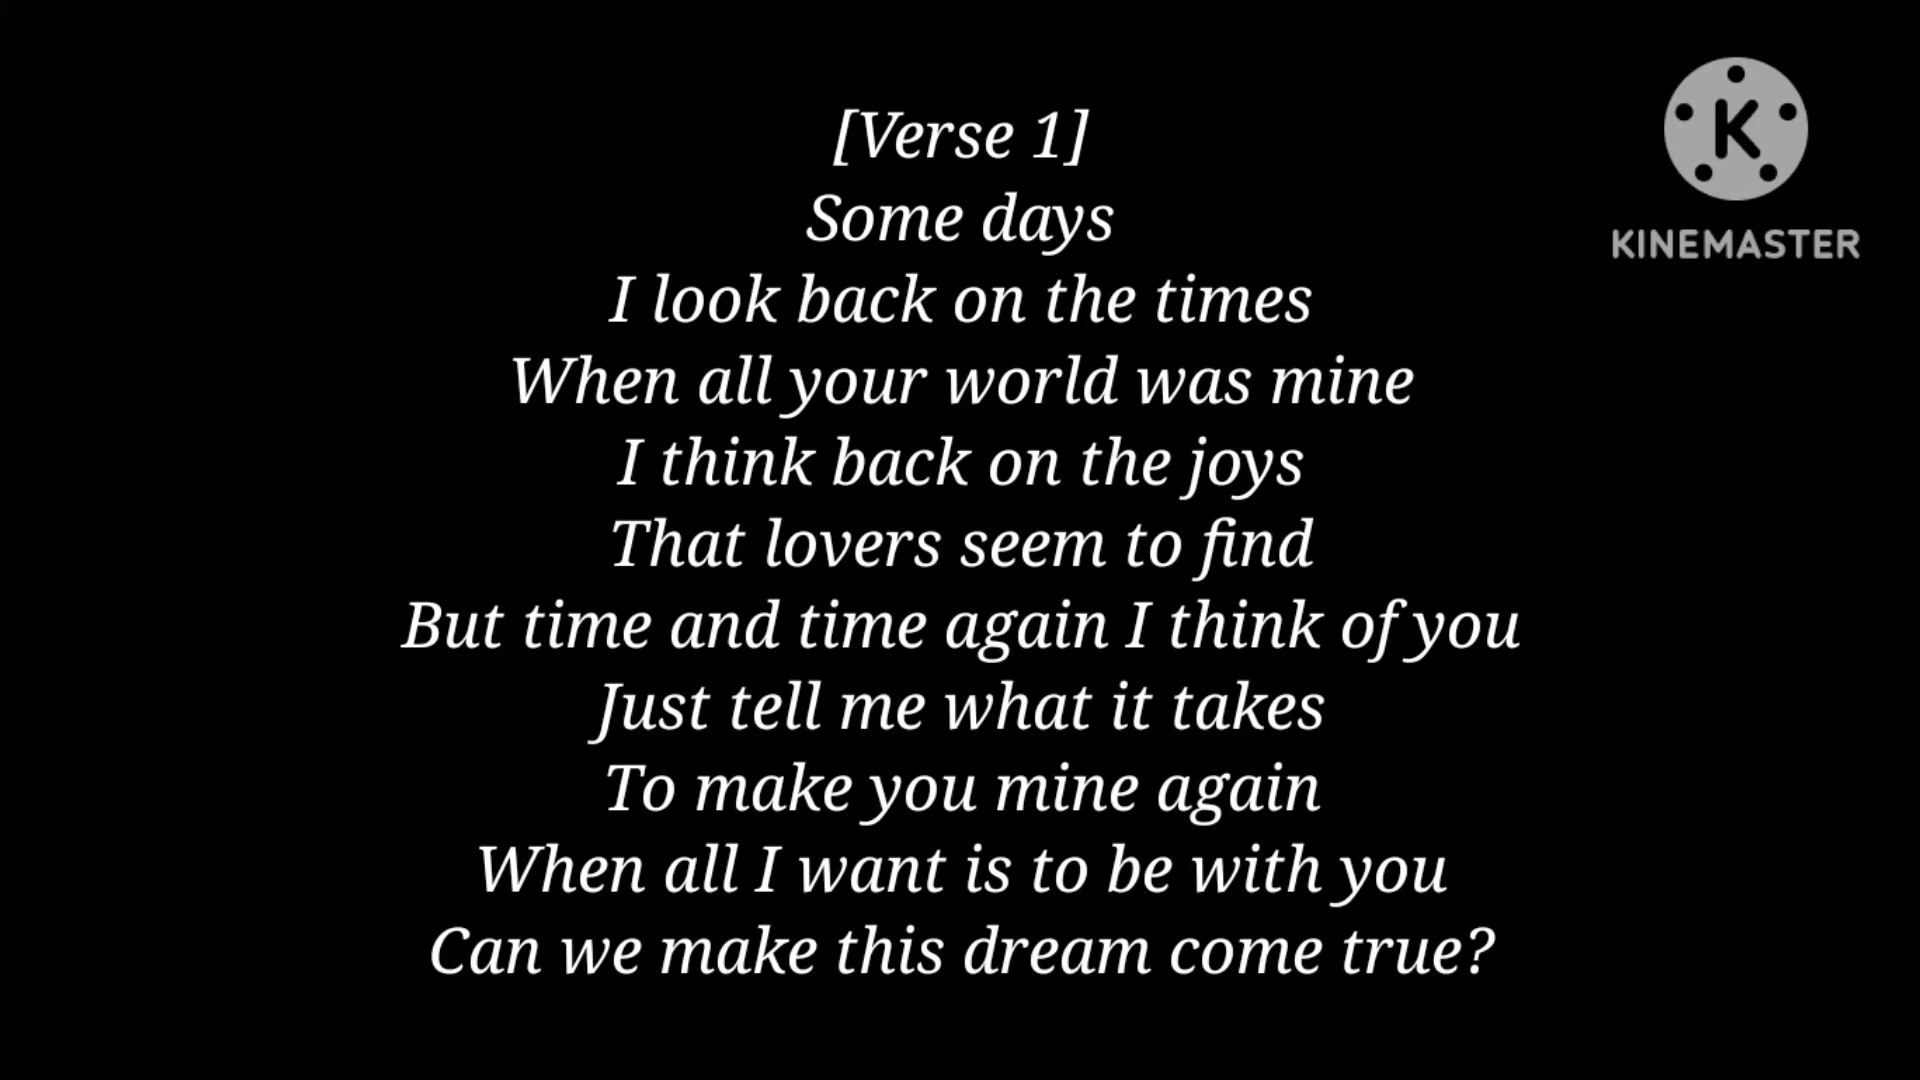 [Verse 1]
Some days
I look back on the times
When all your world was mine
I think back on the joys
That lovers seem to find
But time and time again I think of you
Just tell me what it takes
To make you mine again
When all I want is to be with you
Can we make this dream come true?
K
KINEMASTER